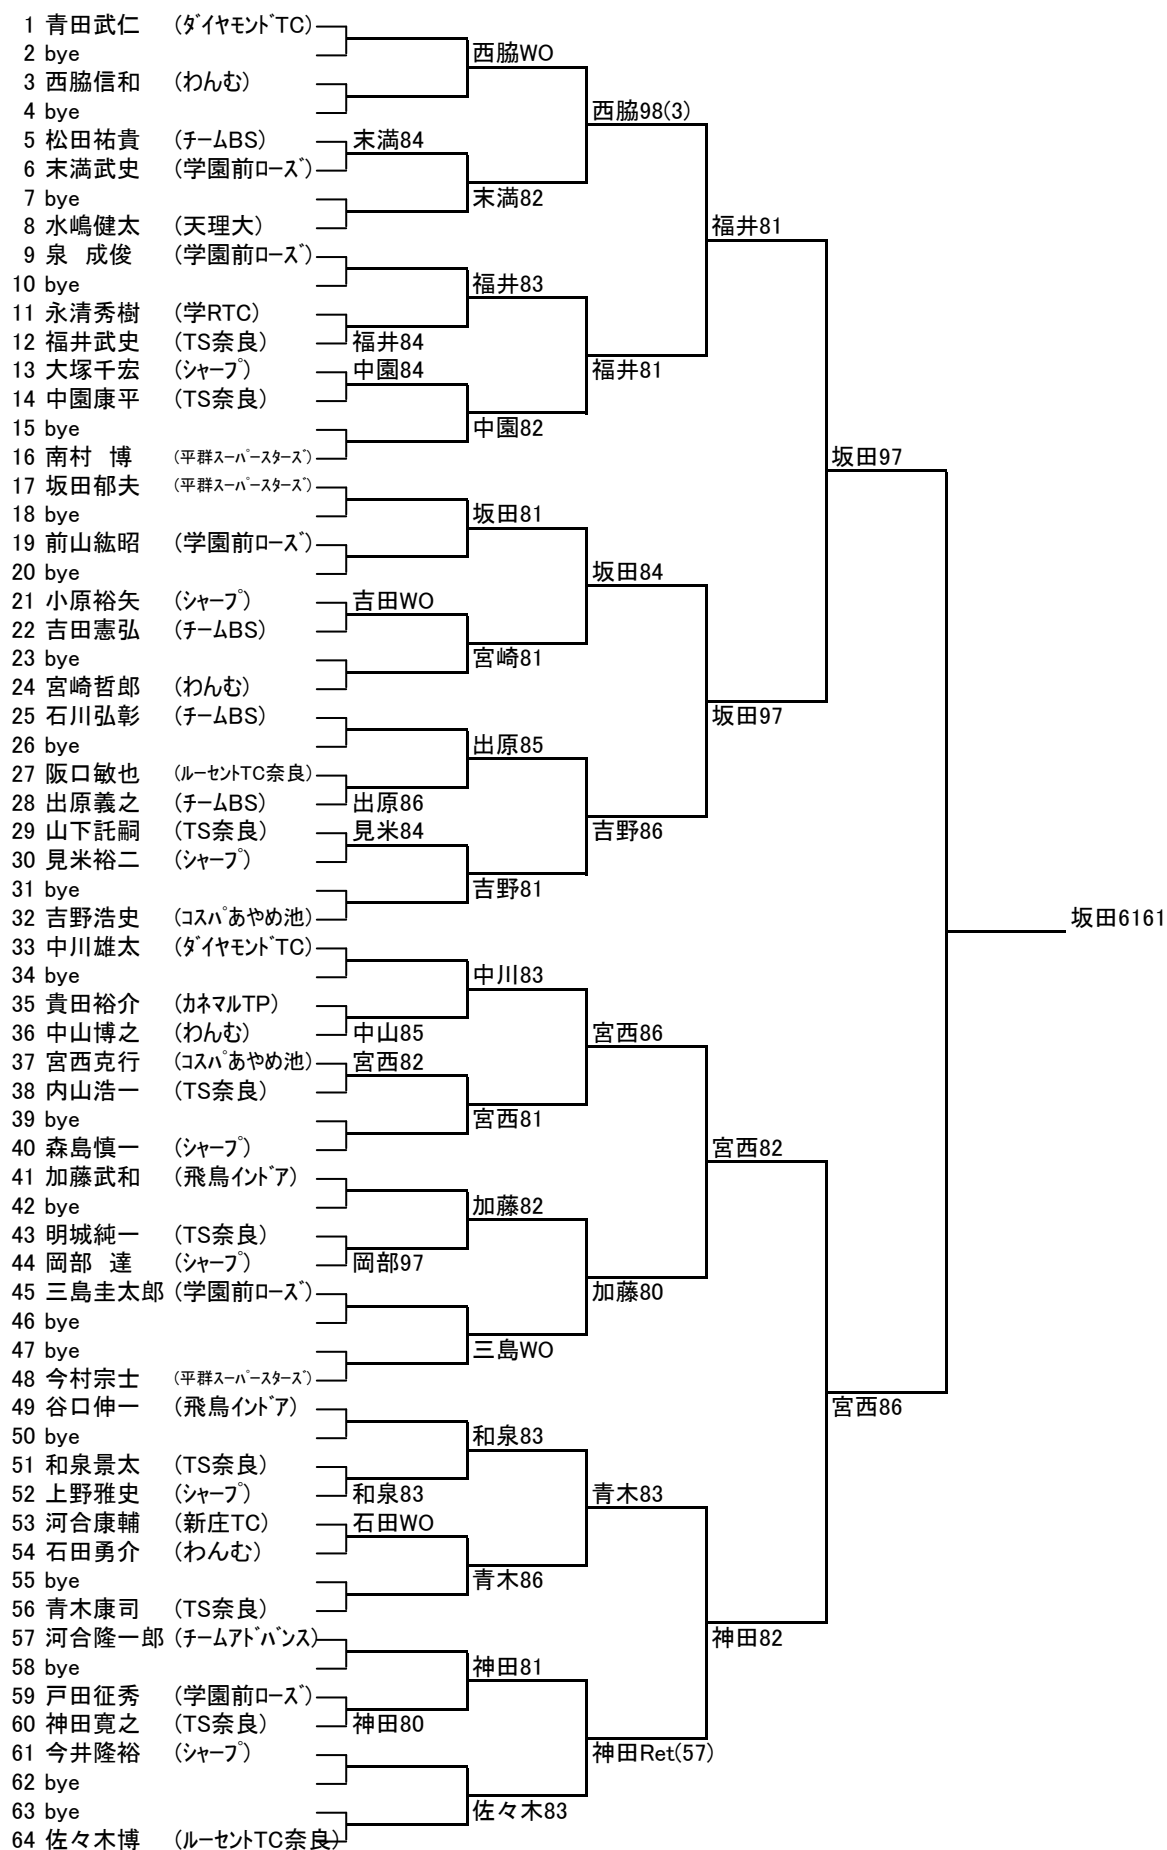 1 青田武仁 (ダイヤモンドTC)
2 bye
西脇WO
3 西脇信和 (わんむ)
4 bye
西脇98(3)
5 松田祐貴 (チームBS) 末満84
6 末満武史 (学園前ローズ)
7 bye
末満82
8 水嶋健太 (天理大)
福井81
9 泉 成俊 (学園前ローズ)
10 bye
福井83
11 永清秀樹 (学RTC)
12 福井武史 (TS奈良) 福井84
13 大塚千宏 (シャープ) 中園84
福井81
14 中園康平 (TS奈良)
15 bye
中園82
16 南村 博 (平群スーパースターズ)
坂田97
17 坂田郁夫 (平群スーパースターズ)
18 bye
坂田81
19 前山紘昭 (学園前ローズ)
20 bye
坂田84
21 小原裕矢 (シャープ) 吉田WO
22 吉田憲弘 (チームBS)
23 bye
宮崎81
24 宮崎哲郎 (わんむ)
25 石川弘彰 (チームBS)
坂田97
26 bye
出原85
27 阪口敏也 (ルーセントTC奈良)
28 出原義之 (チームBS) 出原86
29 山下託嗣 (TS奈良) 見米84
吉野86
30 見米裕二 (シャープ)
31 bye
吉野81
32 吉野浩史 (コスパあやめ池)
坂田6161
33 中川雄太 (ダイヤモンドTC)
34 bye
中川83
35 貴田裕介 (カネマルTP)
36 中山博之 (わんむ) 中山85
宮西86
37 宮西克行 (コスパあやめ池) 宮西82
38 内山浩一 (TS奈良)
39 bye
宮西81
40 森島慎一 (シャープ)
宮西82
41 加藤武和 (飛鳥インドア)
42 bye
加藤82
43 明城純一 (TS奈良)
44 岡部 達 (シャープ) 岡部97
45 三島圭太郎 (学園前ローズ)
加藤80
46 bye
47 bye
三島WO
48 今村宗士 (平群スーパースターズ)
49 谷口伸一 (飛鳥インドア)
宮西86
50 bye
和泉83
51 和泉景太 (TS奈良)
52 上野雅史 (シャープ) 和泉83
青木83
53 河合康輔 (新庄TC) 石田WO
54 石田勇介 (わんむ)
55 bye
青木86
56 青木康司 (TS奈良)
57 河合隆一郎 (チームアドバンス)
神田82
58 bye
神田81
59 戸田征秀 (学園前ローズ)
60 神田寛之 (TS奈良) 神田80
61 今井隆裕 (シャープ)
神田Ret(57)
62 bye
63 bye
佐々木83
64 佐々木博 (ルーセントTC奈良)